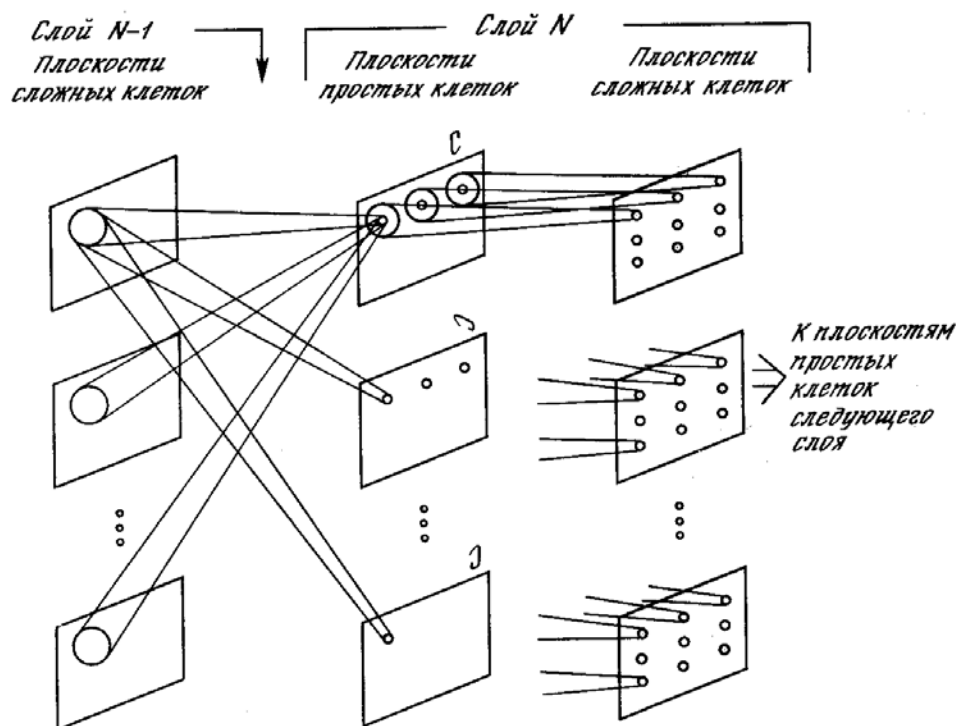 Слой N-1
Слой N
Плоскости
сложных клеток
Плоскости
простых клеток
Плоскости
сложных клеток
С
К плоскостям
простых
клеток
следующего
слоя